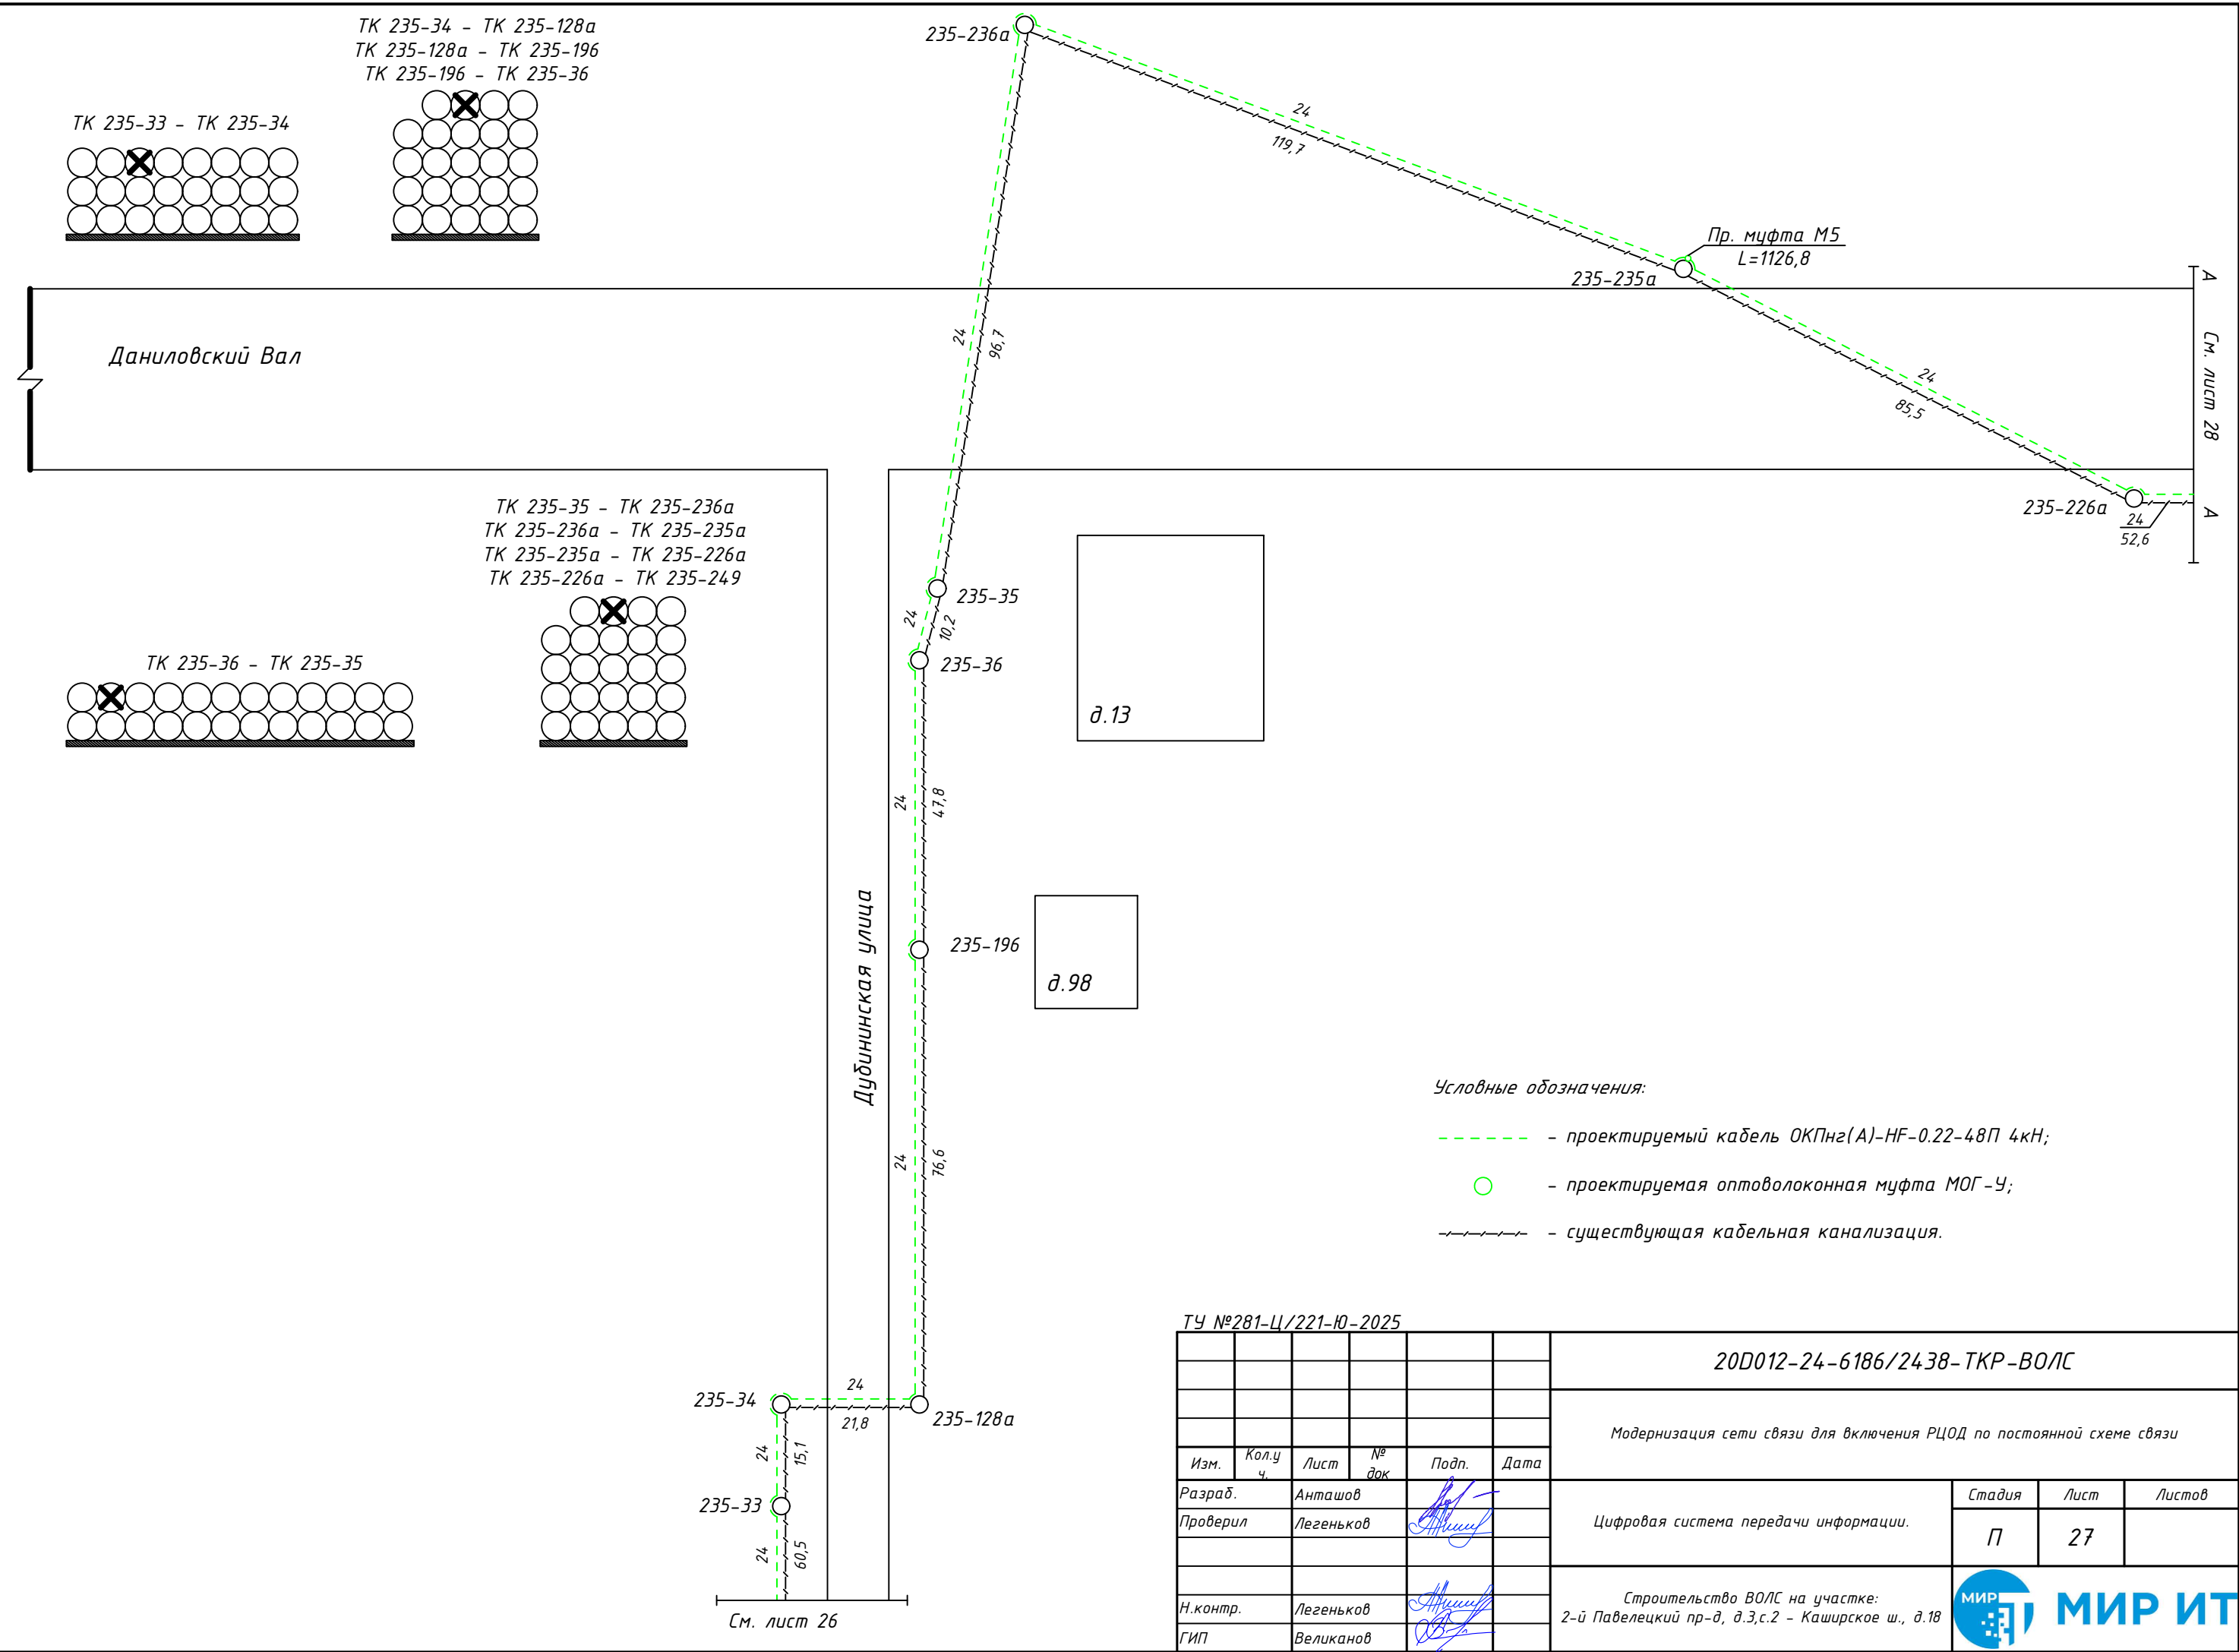 ТК 235-34 - ТК 235-128а
ТК 235-128а - ТК 235-196
ТК 235-196 - ТК 235-36
ТК 235-33 - ТК 235-34
235-236а
24
119,7
Пр. муфта М5
L=1126,8
235-235а
А
См. лист 28
А
24
96,7
Даниловский Вал
24
85,5
235-226а
24
52,6
ТК 235-35 - ТК 235-236а
ТК 235-236а - ТК 235-235а
ТК 235-235а - ТК 235-226а
ТК 235-226а - ТК 235-249
ТК 235-36 - ТК 235-35
235-35
24
10,2
235-36
д.13
24
47,8
Дубининская улица
235-196
д.98
24
76,6
Условные обозначения:
- проектируемый кабель ОКПнг(А)-HF-0.22-48П 4кН;
- проектируемая оптоволоконная муфта МОГ-У;
- существующая кабельная канализация.
235-34
24
21,8
235-128а
24
15,1
235-33
24
60,5
См. лист 26
ТУ №281-Ц/221-Ю-2025
20D012-24-6186/2438-ТКР-ВОЛС
Модернизация сети связи для включения РЦОД по постоянной схеме связи
Изм.
Кол.у
ч.
Лист
№
док
Подп.
Дата
Разраб.
Анташов
Проверил
Легеньков
Н.контр.
Легеньков
ГИП
Великанов
Цифровая система передачи информации.
Стадия
Лист
Листов
П
27
Строительство ВОЛС на участке:
2-й Павелецкий пр-д, д.3,с.2 - Каширское ш., д.18
МИР
ИТ
МИР ИТ